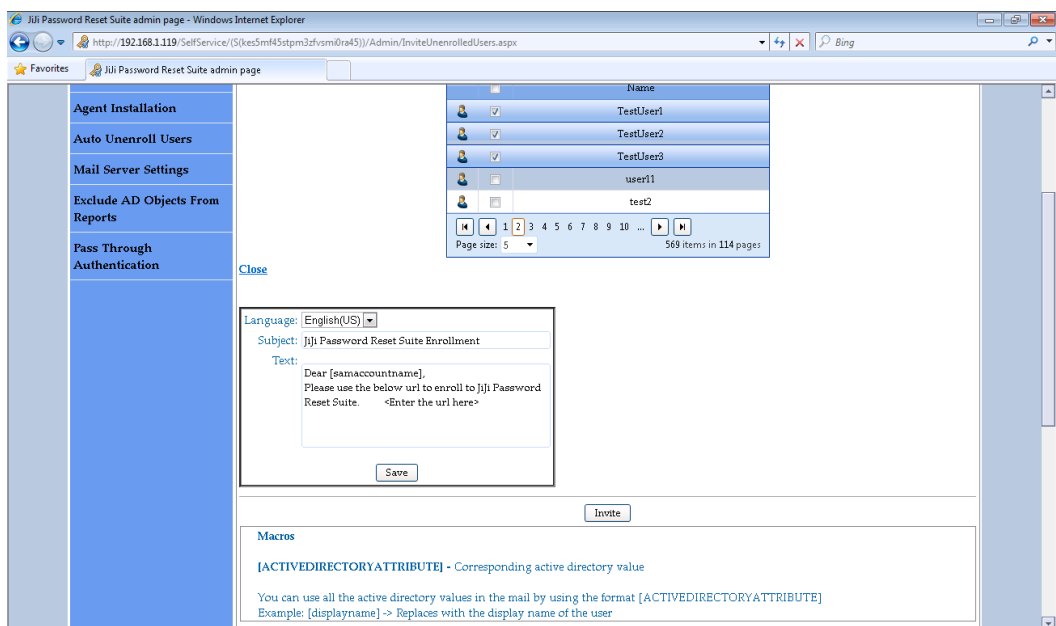 JiJi Password Reset Suite admin page - Windows Internet Explorer
http://192.168.1.119/SelfService/(S(kes5mf45stpm3zfvsmi0ra45))/Admin/InviteUnenrolledUsers.aspx
Bing
Favorites
JiJi Password Reset Suite admin page
Name
Agent Installation
TestUser1
Auto Unenroll Users
TestUser2
TestUser3
Mail Server Settings
user11
Exclude AD Objects From
Reports
test2
1 2 3 4 5 6 7 8 9 10 ...
Pass Through
Authentication
Page size: 5
569 items in 114 pages
Close
Language: English(US)
Subject: JiJi Password Reset Suite Enrollment
Text:
Dear [samaccountname],
Please use the below url to enroll to JiJi Password
Reset Suite. <Enter the url here>
Save
Invite
Macros
[ACTIVEDIRECTORYATTRIBUTE] - Corresponding active directory value
You can use all the active directory values in the mail by using the format [ACTIVEDIRECTORYATTRIBUTE]
Example: [displayname] -> Replaces with the display name of the user